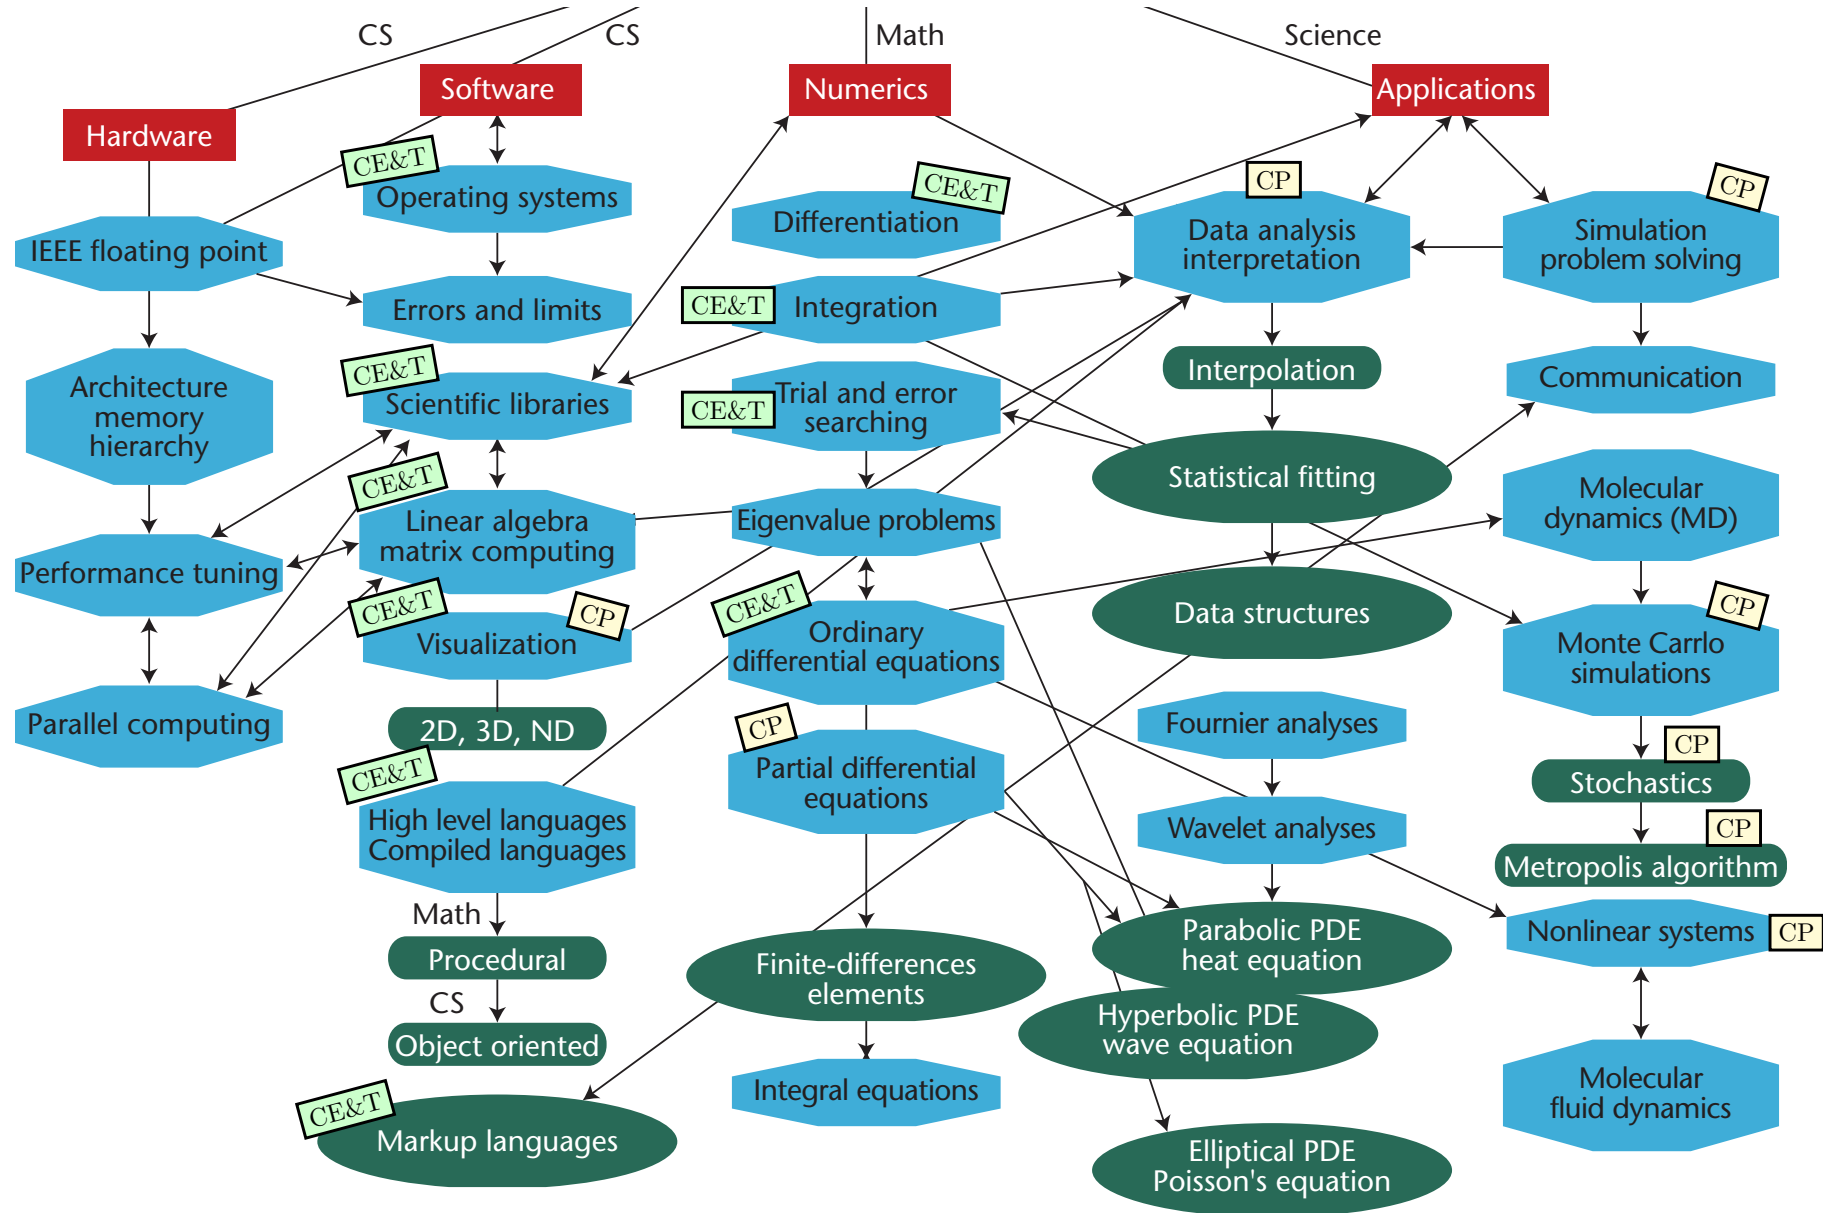 CS
CS
Math
Science
Hardware
Software
Numerics
Applications
CE&T
Operating systems
IEEE floating point
Errors and limits
Architecture
memory
hierarchy
CE&T
Scientific libraries
CE&T
Linear algebra
matrix computing
Performance tuning
CE&T
CP
Visualization
Parallel computing
2D, 3D, ND
CE&T
High level languages
Compiled languages
Math
Procedural
CS
Object oriented
CE&T
Markup languages
CE&T
Differentiation
CE&T
Integration
CE&T
Trial and error
searching
Eigenvalue problems
CE&T
Ordinary
differential equations
CP
Partial differential
equations
Finite-differences
elements
Integral equations
CP
Data analysis
interpretation
Interpolation
Statistical fitting
Data structures
Fournier analyses
Wavelet analyses
Parabolic PDE
heat equation
Hyperbolic PDE
wave equation
Elliptical PDE
Poisson's equation
CP
Simulation
problem solving
Communication
Molecular
dynamics (MD)
CP
Monte Carrlo
simulations
CP
Stochastics
CP
Metropolis algorithm
Nonlinear systems
CP
Molecular
fluid dynamics